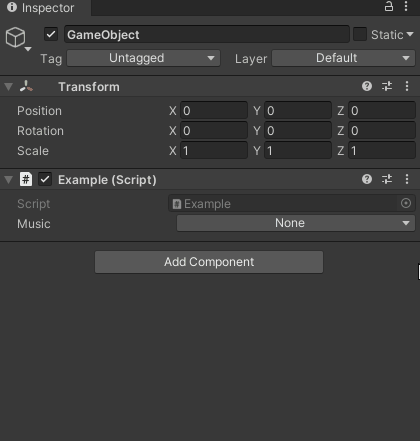 Inspector
GameObject Static
Tag Untagged Layer Default
Transform
Position X 0 Y 0 Z 0
Rotation X 0 Y 0 Z 0
Scale X 1 Y 1 Z 1
# Example (Script)
Script # Example
Music None
Add Component